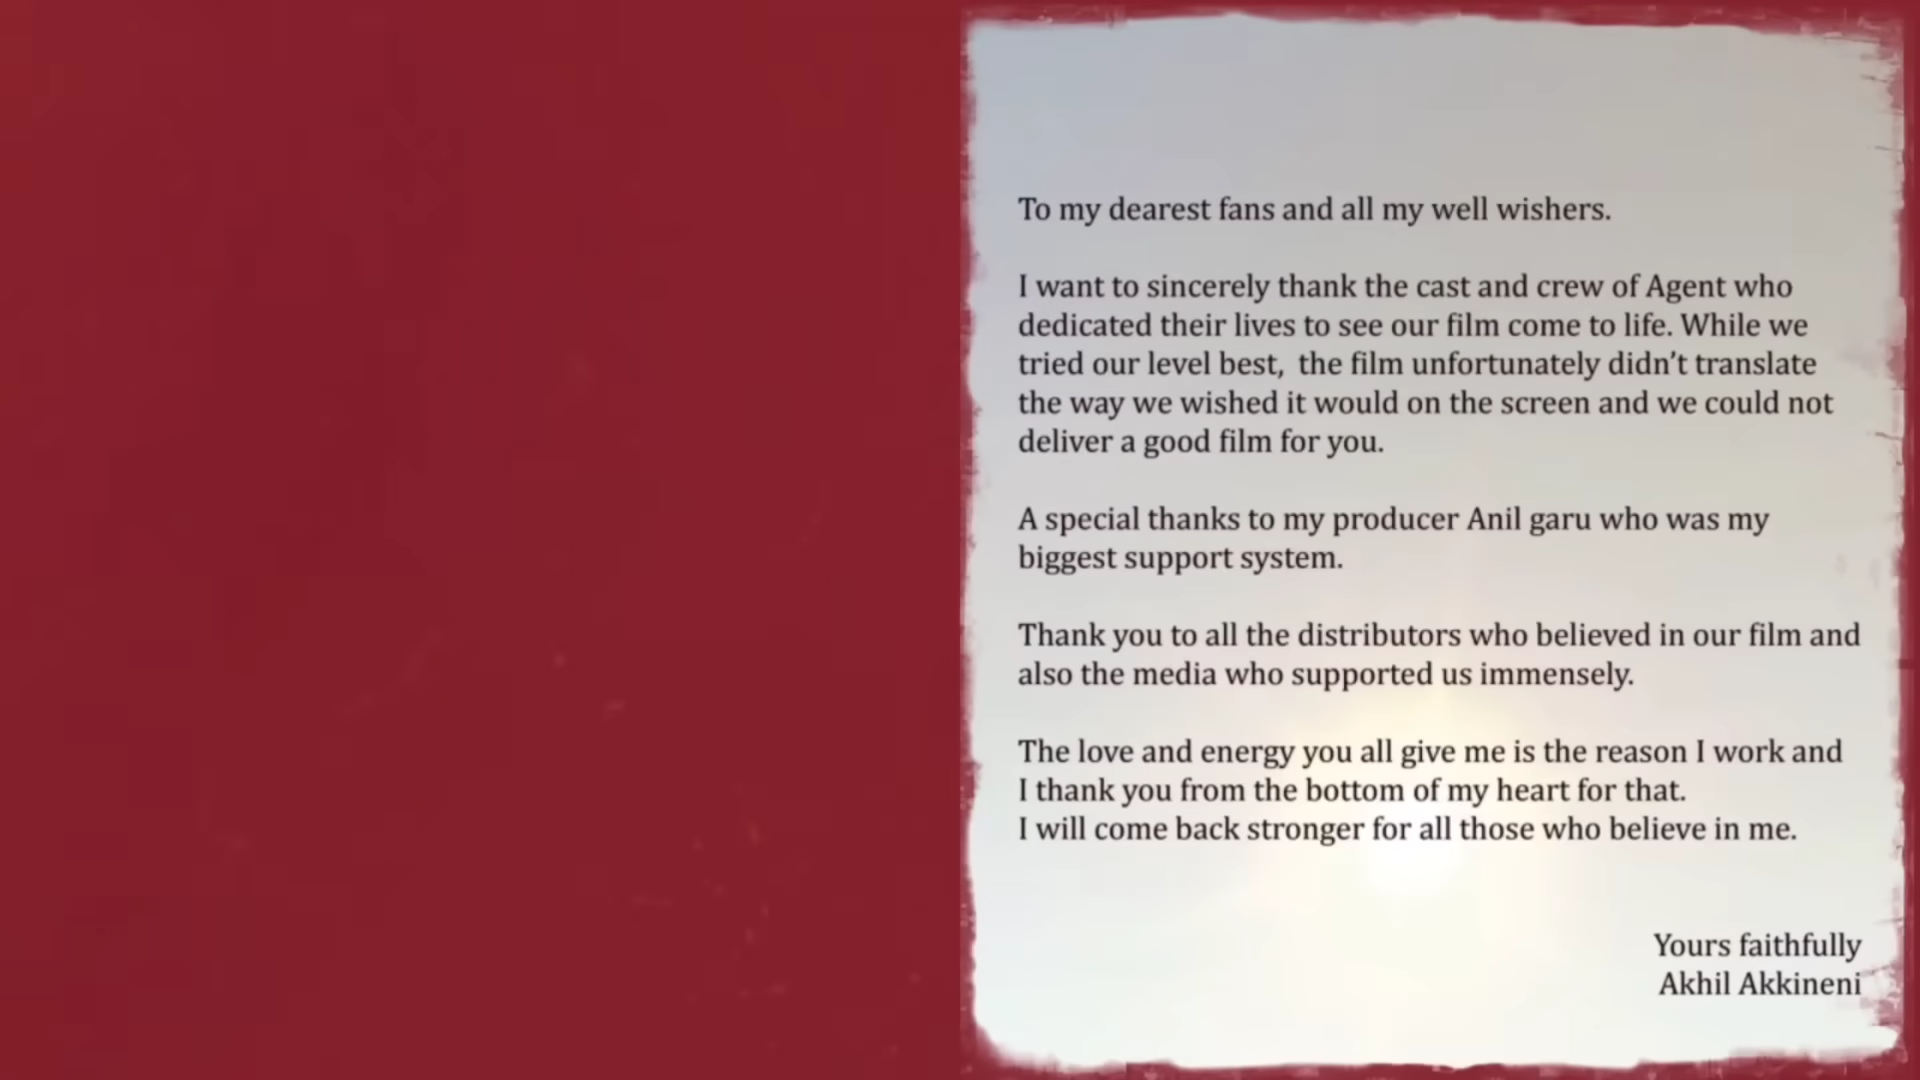 To my dearest fans and all my well wishers.
I want to sincerely thank the cast and crew of Agent who
dedicated their lives to see our film come to life. While we
tried our level best,  the film unfortunately didn’t translate
the way we wished it would on the screen and we could not
deliver a good film for you.
A special thanks to my producer Anil garu who was my
biggest support system.
Thank you to all the distributors who believed in our film and
also the media who supported us immensely.
The love and energy you all give me is the reason I work and
I thank you from the bottom of my heart for that.
I will come back stronger for all those who believe in me.
Yours faithfully
Akhil Akkineni